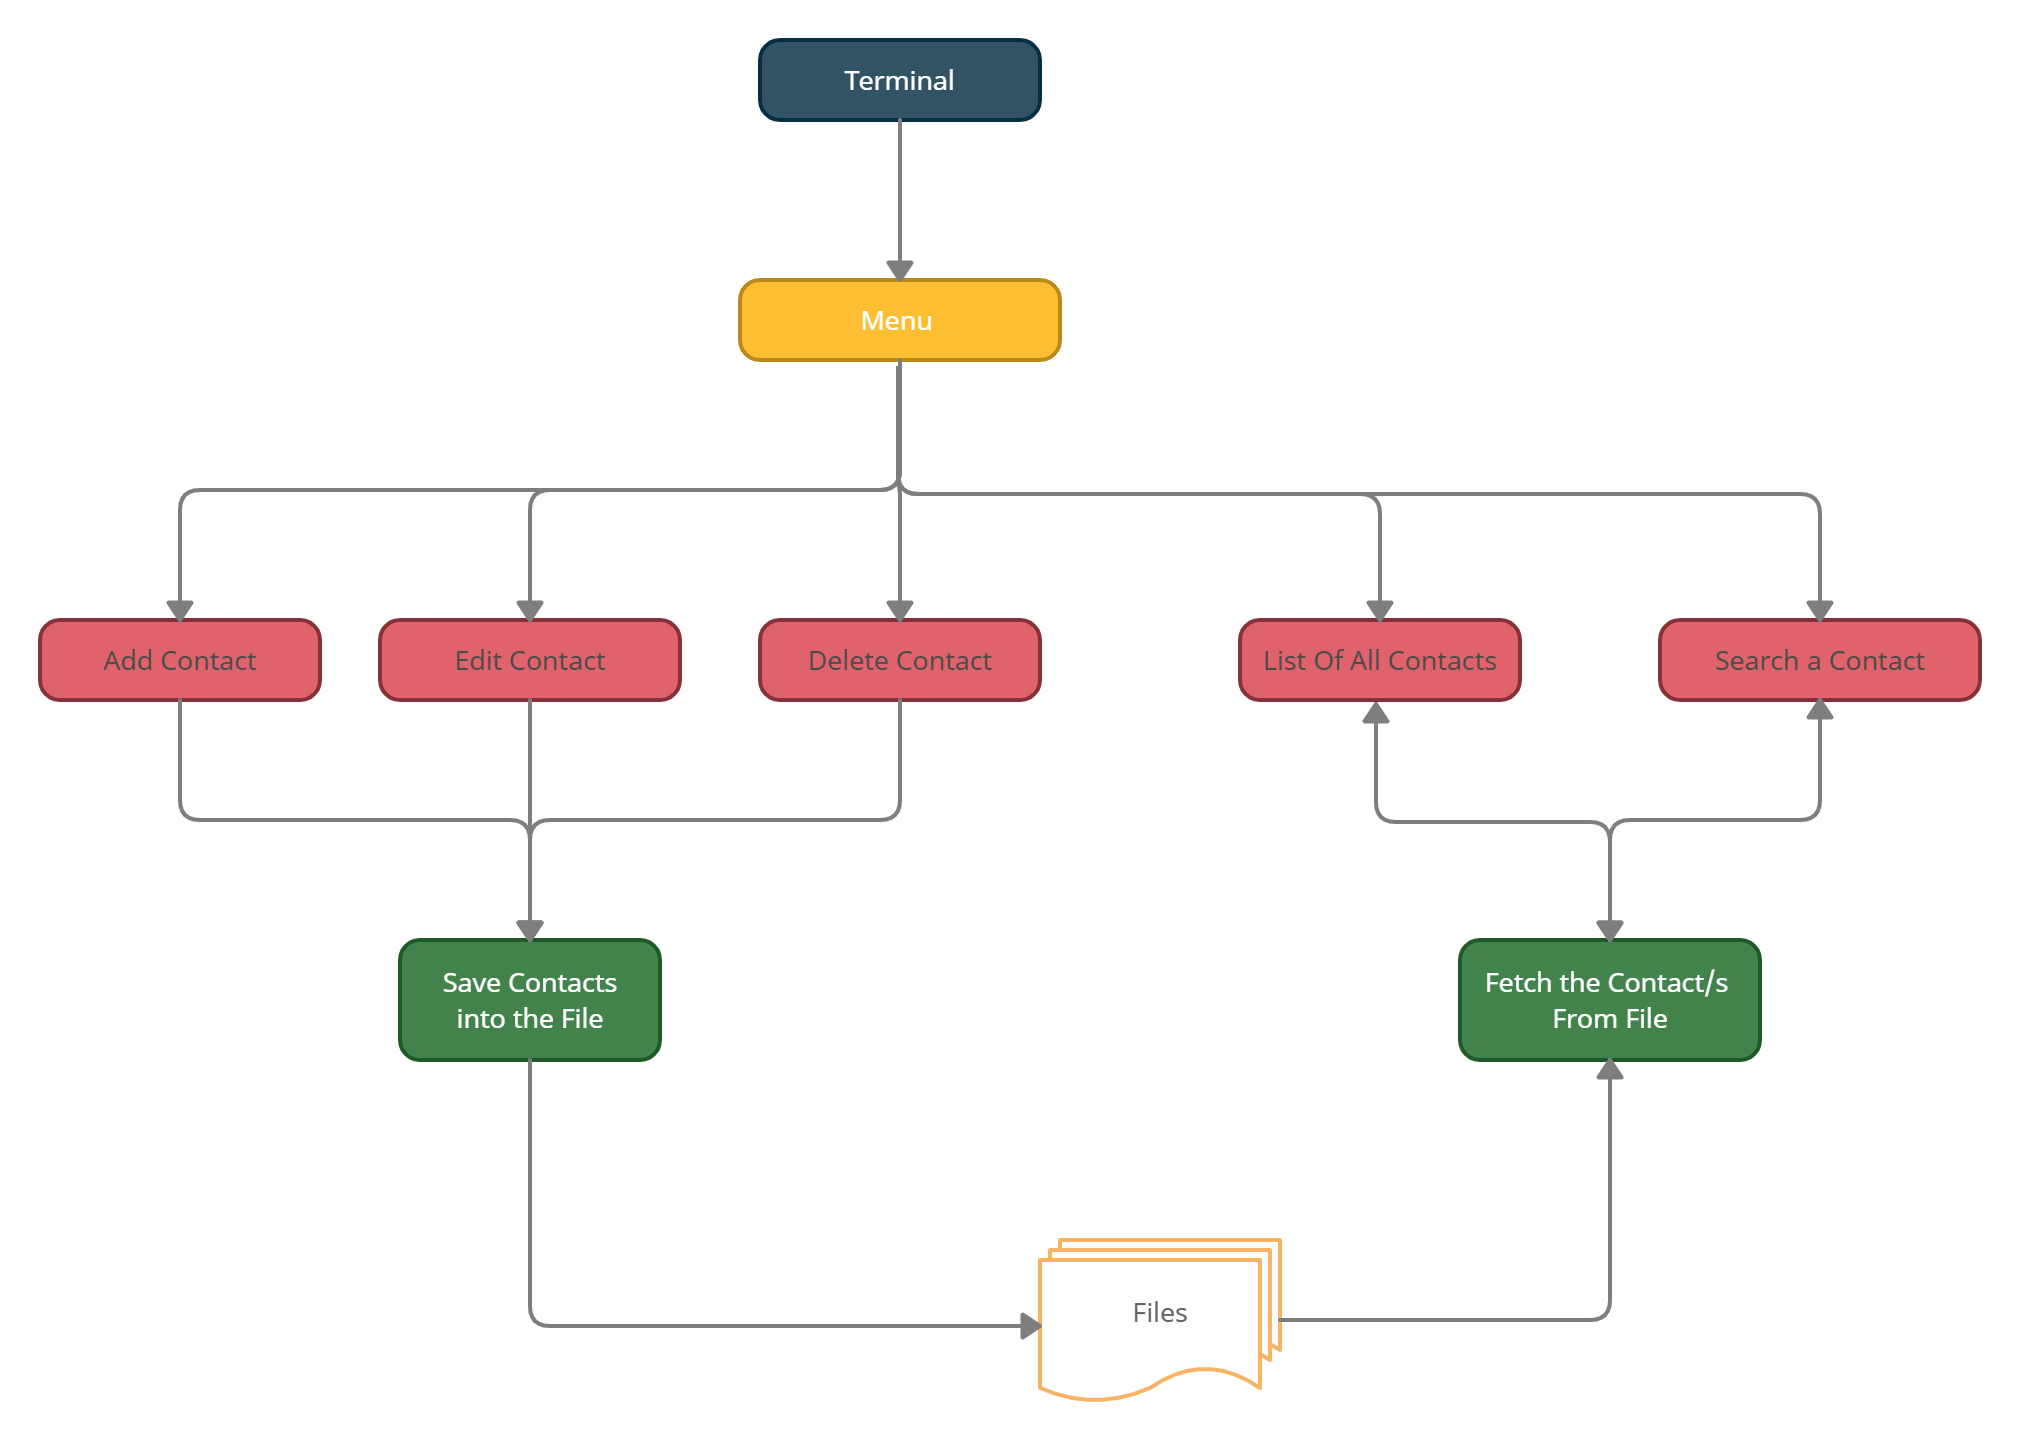 Terminal
Menu
Add Contact
Edit Contact
Delete Contact
List Of All Contacts
Search a Contact
Save Contacts
into the File
Fetch the Contact/s
From File
Files